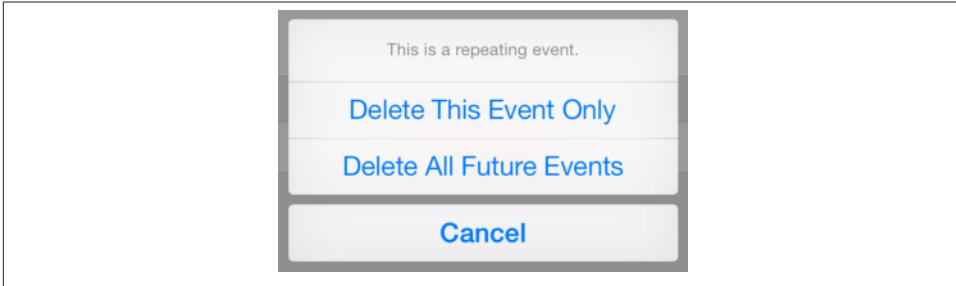 This is a repeating event.
Delete This Event Only
Delete All Future Events
Cancel